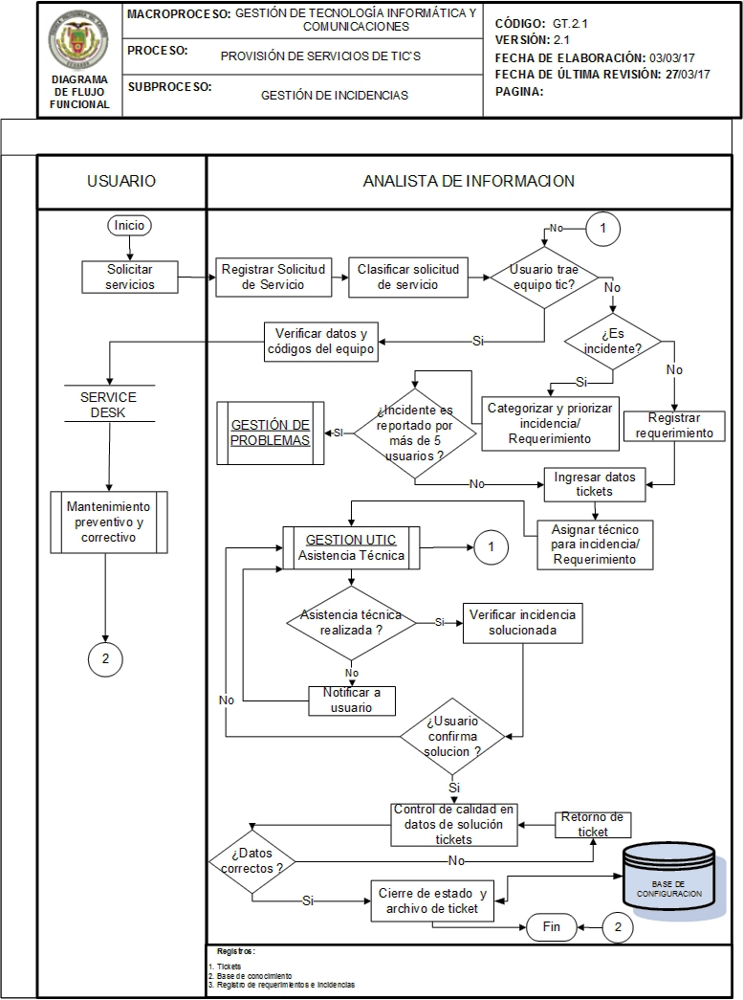 DIAGRAMA
DE FLUJO
FUNCIONAL
MACROPROCESO: GESTIÓN DE TECNOLOGÍA INFORMÁTICA Y
COMUNICACIONES
PROCESO: PROVISIÓN DE SERVICIOS DE TIC'S
SUBPROCESO: GESTIÓN DE INCIDENCIAS
CÓDIGO: GT.2.1
VERSIÓN: 2.1
FECHA DE ELABORACIÓN: 03/03/17
FECHA DE ÚLTIMA REVISIÓN: 27/03/17
PAGINA:
USUARIO
ANALISTA DE INFORMACION
Inicio
No
1
Solicitar
servicios
Registrar Solicitud
de Servicio
Clasificar solicitud
de servicio
Usuario trae
equipo tic?
No
Verificar datos y
códigos del equipo
Si
¿Es
incidente?
No
Si
SERVICE
DESK
GESTIÓN DE
PROBLEMAS
SI
¿Incidente es
reportado por
más de 5
usuarios ?
Categorizar y priorizar
incidencia/
Requerimiento
Registrar
requerimiento
No
Ingresar datos
tickets
Mantenimiento
preventivo y
correctivo
GESTION UTIC
Asistencia Técnica
1
Asignar técnico
para incidencia/
Requerimiento
Asistencia técnica
realizada ?
Si
Verificar incidencia
solucionada
2
No
Notificar a
usuario
No
¿Usuario
confirma
solucion ?
Si
Control de calidad en
datos de solución
tickets
Retorno de
ticket
¿Datos
correctos ?
No
Si
Cierre de estado y
archivo de ticket
BASE DE
CONFIGURACION
Fin
2
Registros:
1. Tickets
2. Base de conocimiento
3. Registro de requerimientos e incidencias